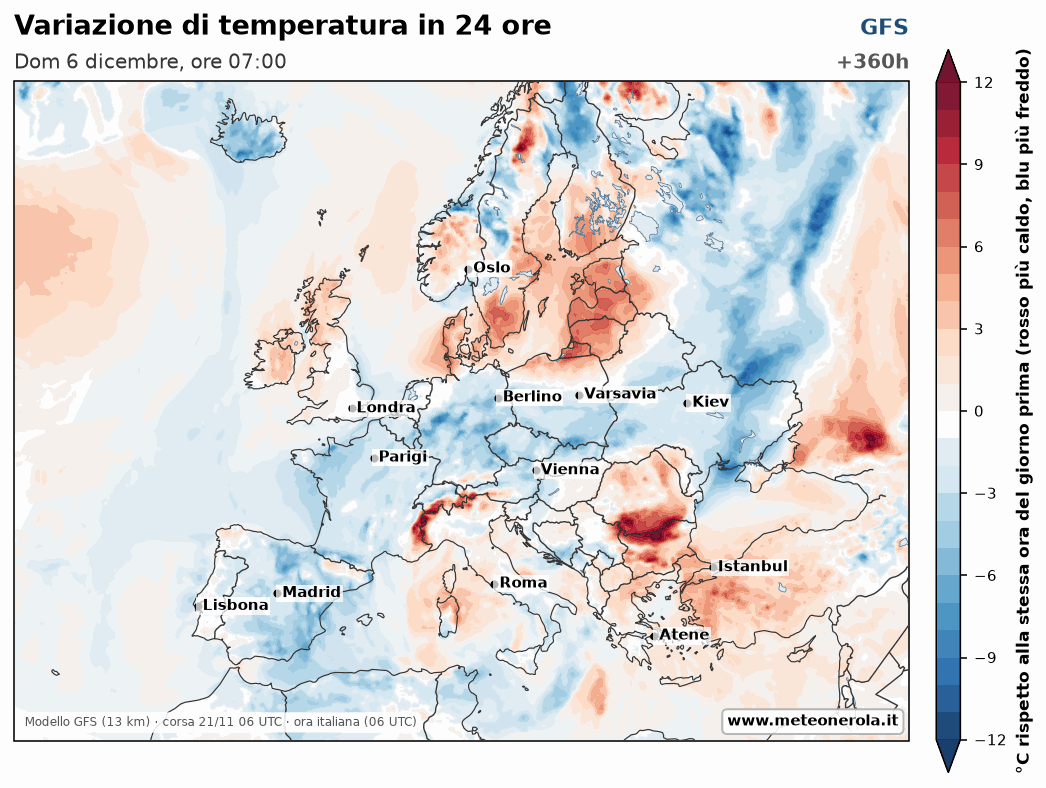 Variazione di temperatura in 24 ore
GFS
Dom 6 dicembre, ore 07:00
+360h
Oslo
Londra
Berlino
Varsavia
Kiev
Parigi
Vienna
Istanbul
Roma
Madrid
Lisbona
Atene
Modello GFS (13 km) · corsa 21/11 06 UTC · ora italiana (06 UTC)
www.meteonerola.it
12
9
6
3
0
−3
−6
−9
−12
°C rispetto alla stessa ora del giorno prima (rosso più caldo, blu più freddo)